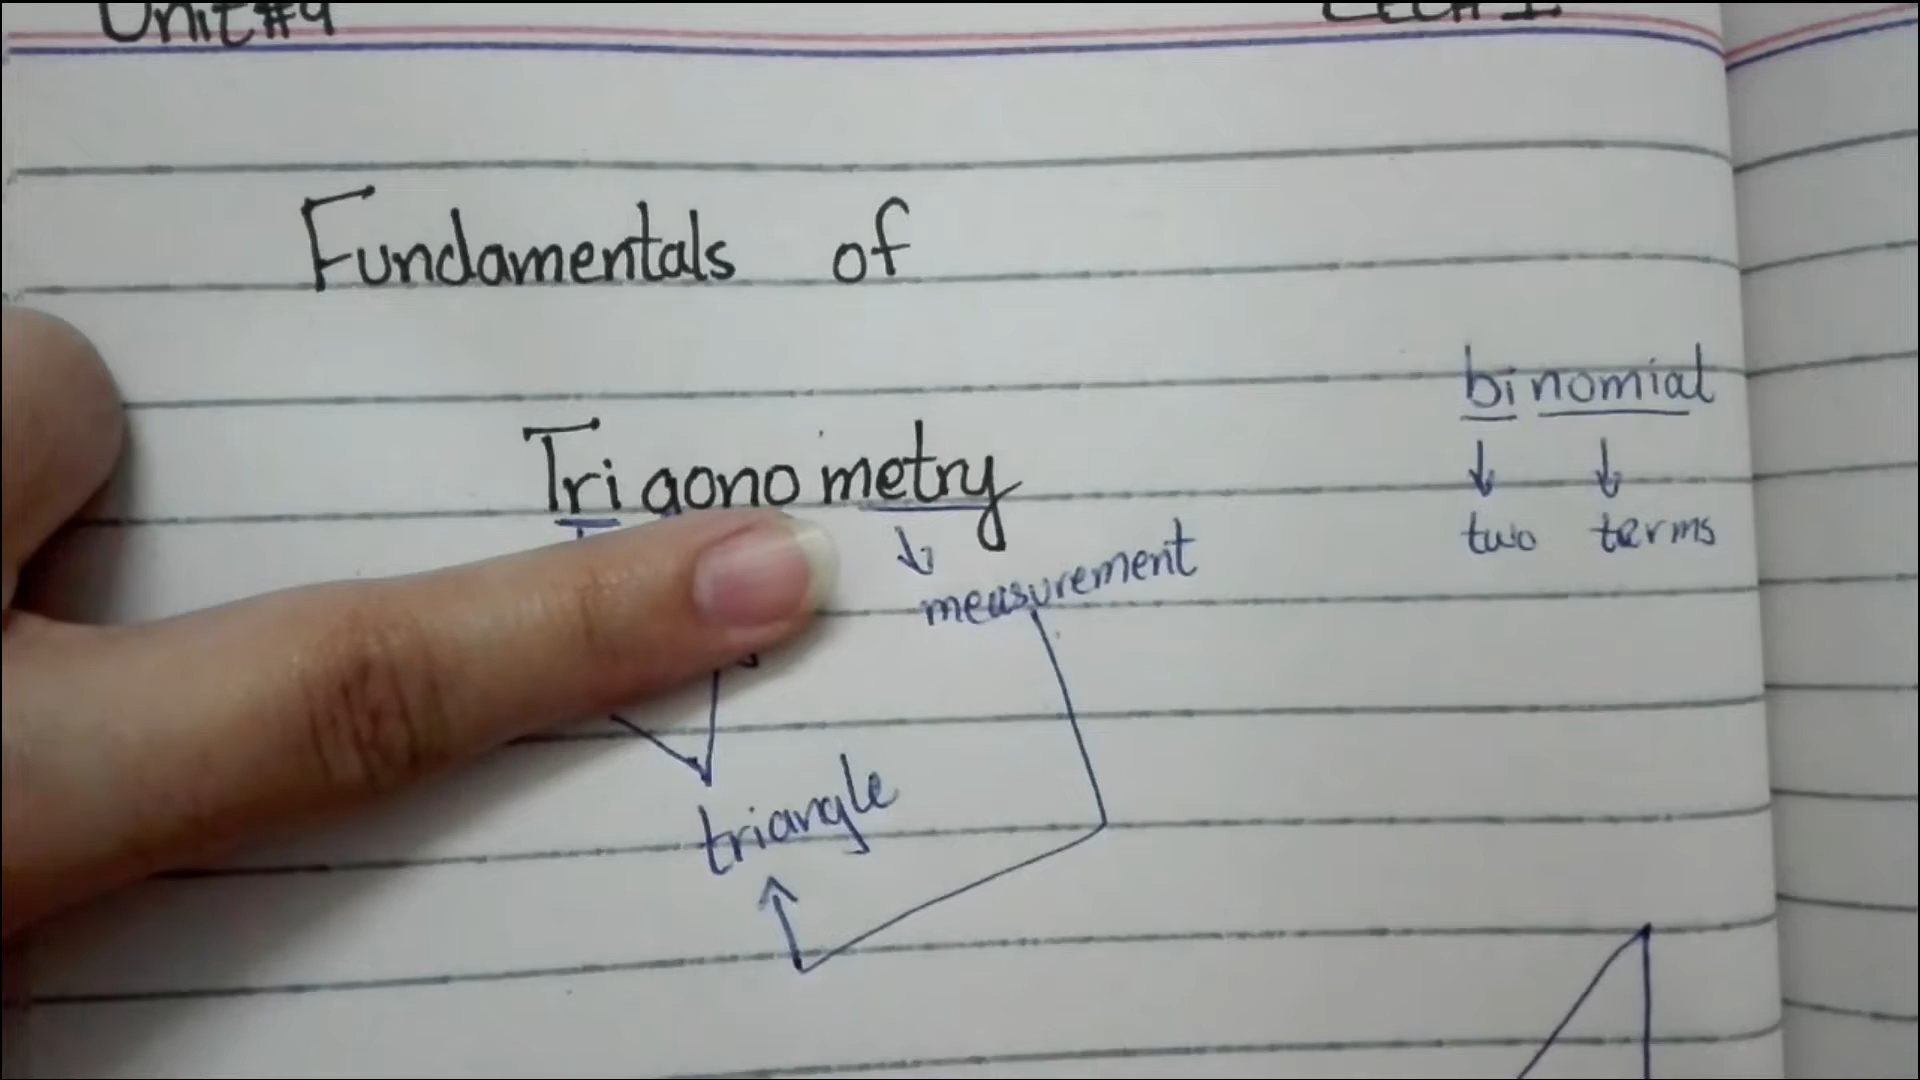 Unit#9
Fundamentals of
binomial
Trigonometry
two terms
measurement
triangle